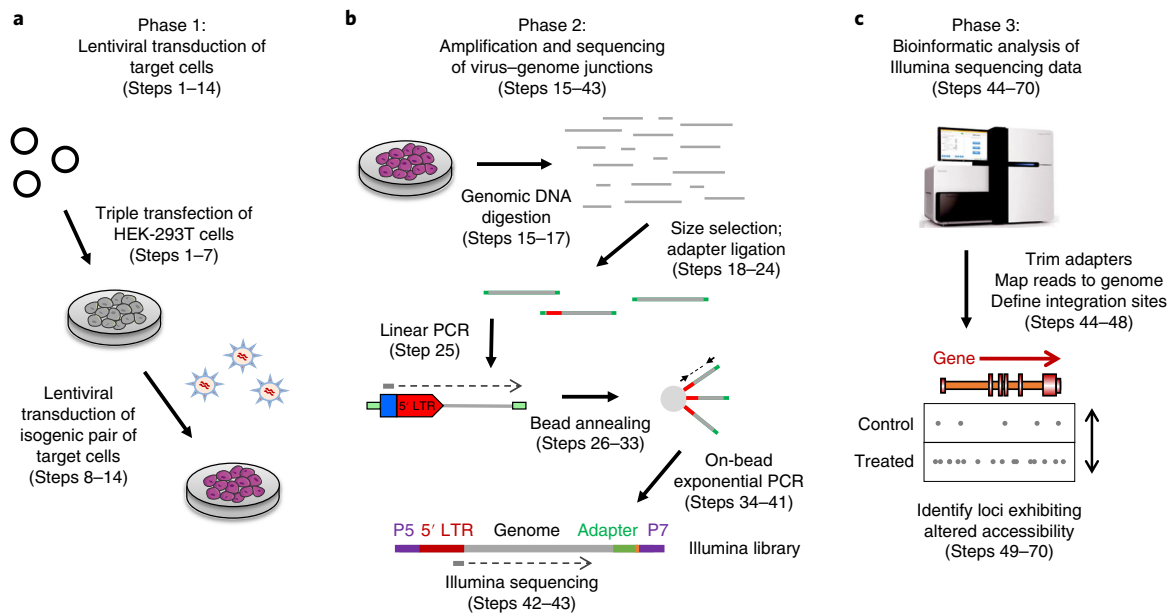 a
Phase 1:
Lentiviral transduction of
target cells
(Steps 1–14)
Triple transfection of
HEK-293T cells
(Steps 1–7)
Lentiviral
transduction of
isogenic pair of
target cells
(Steps 8–14)
b
Phase 2:
Amplification and sequencing
of virus–genome junctions
(Steps 15–43)
Genomic DNA
digestion
(Steps 15–17)
Size selection;
adapter ligation
(Steps 18–24)
Linear PCR
(Step 25)
5′ LTR
Bead annealing
(Steps 26–33)
On-bead
exponential PCR
(Steps 34–41)
P5 5′ LTR Genome Adapter P7
Illumina library
Illumina sequencing
(Steps 42–43)
c
Phase 3:
Bioinformatic analysis of
Illumina sequencing data
(Steps 44–70)
Trim adapters
Map reads to genome
Define integration sites
(Steps 44–48)
Gene
Control
Treated
Identify loci exhibiting
altered accessibility
(Steps 49–70)